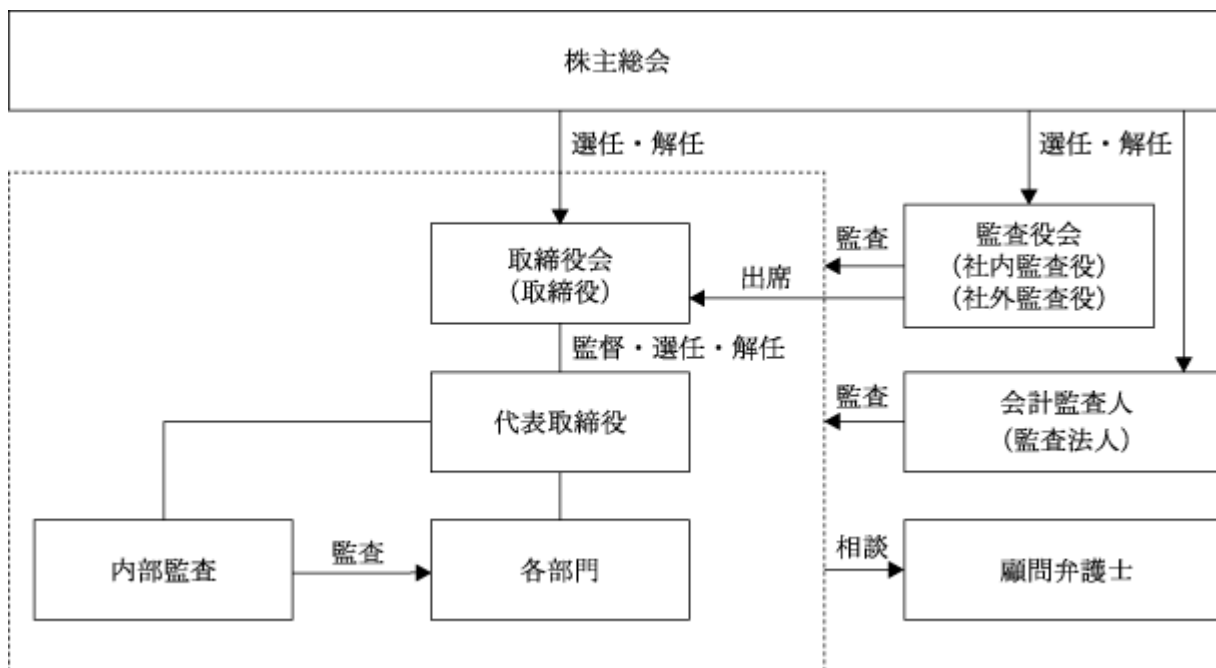 株主総会
選任・解任
選任・解任
取締役会
(取締役)
監査
出席
監査役会
(社内監査役)
(社外監査役)
監督・選任・解任
代表取締役
監査
会計監査人
(監査法人)
内部監査
監査
各部門
相談
顧問弁護士